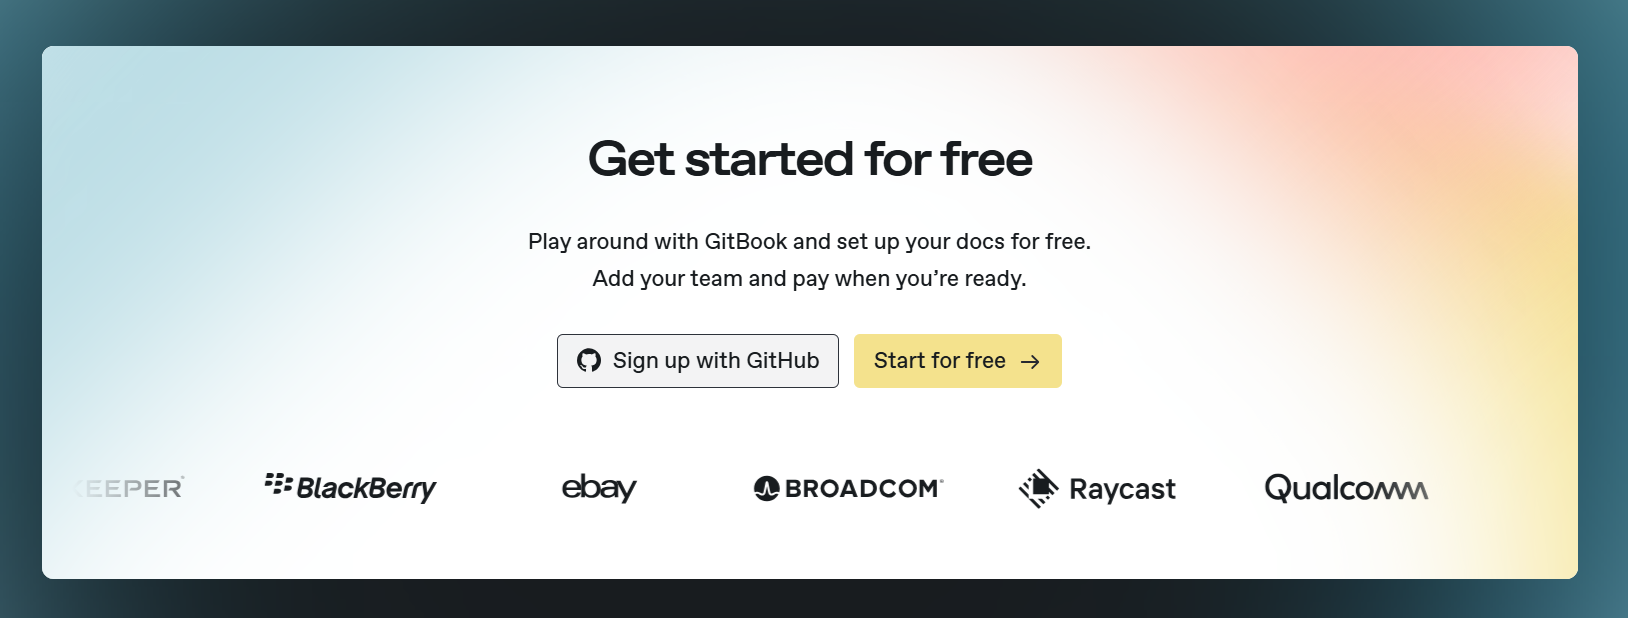 Get started for free
Play around with GitBook and set up your docs for free.
Add your team and pay when you’re ready.
Sign up with GitHub
Start for free →
KEEPER
BlackBerry
ebay
BROADCOM
Raycast
Qualcomm